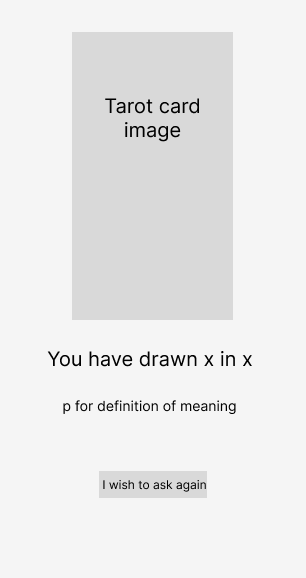 Tarot card
image
You have drawn x in x
p for definition of meaning
I wish to ask again